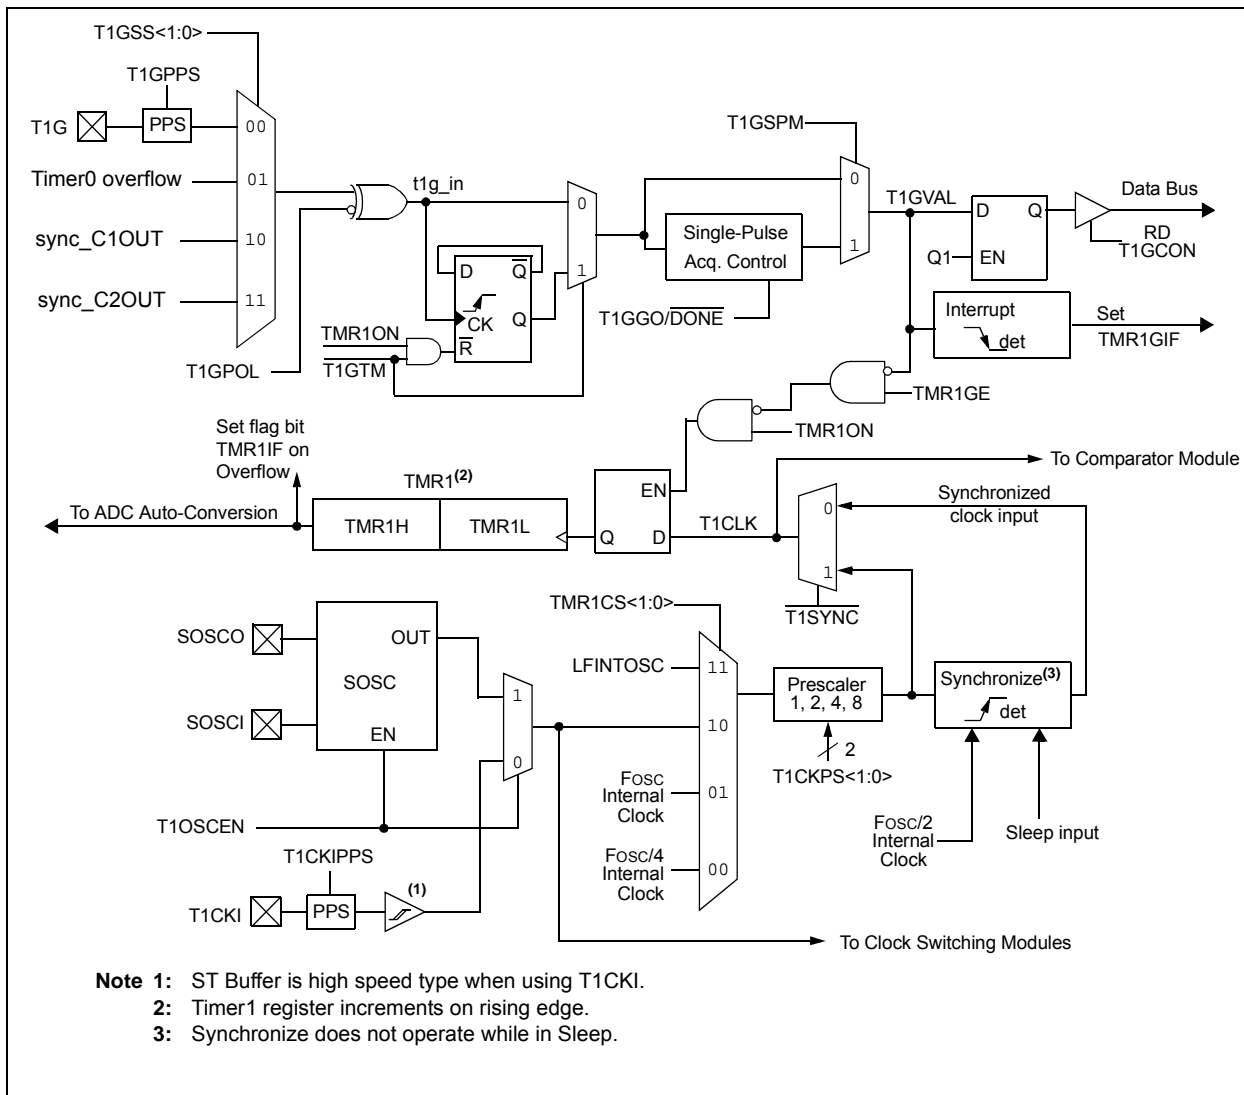 T1GSS<1:0>
T1GPPS
T1G
PPS
00
T1GSPM
Timer0 overflow
01
t1g_in
0
0
T1GVAL
D
Q
Data Bus
sync_C1OUT
10
Single-Pulse
Acq. Control
1
RD
T1GCON
Q1
EN
D
Q
1
sync_C2OUT
11
CK
Q
T1GGO/DONE
Interrupt
det
Set
TMR1GIF
TMR1ON
R
T1GTM
T1GPOL
TMR1GE
Set flag bit
TMR1IF on
Overflow
TMR1ON
To Comparator Module
TMR1(2)
EN
Synchronized
clock input
To ADC Auto-Conversion
TMR1H
TMR1L
Q
D
T1CLK
0
1
T1SYNC
TMR1CS<1:0>
SOSCO
OUT
LFINTOSC
11
Prescaler
1, 2, 4, 8
Synchronize(3)
det
SOSC
1
SOSCI
10
EN
2
T1CKPS<1:0>
0
FOSC
Internal
Clock
01
T1OSCEN
FOSC/2
Internal
Clock
Sleep input
T1CKIPPS
FOSC/4
Internal
Clock
00
(1)
T1CKI
PPS
To Clock Switching Modules
Note 1: ST Buffer is high speed type when using T1CKI.
2: Timer1 register increments on rising edge.
3: Synchronize does not operate while in Sleep.